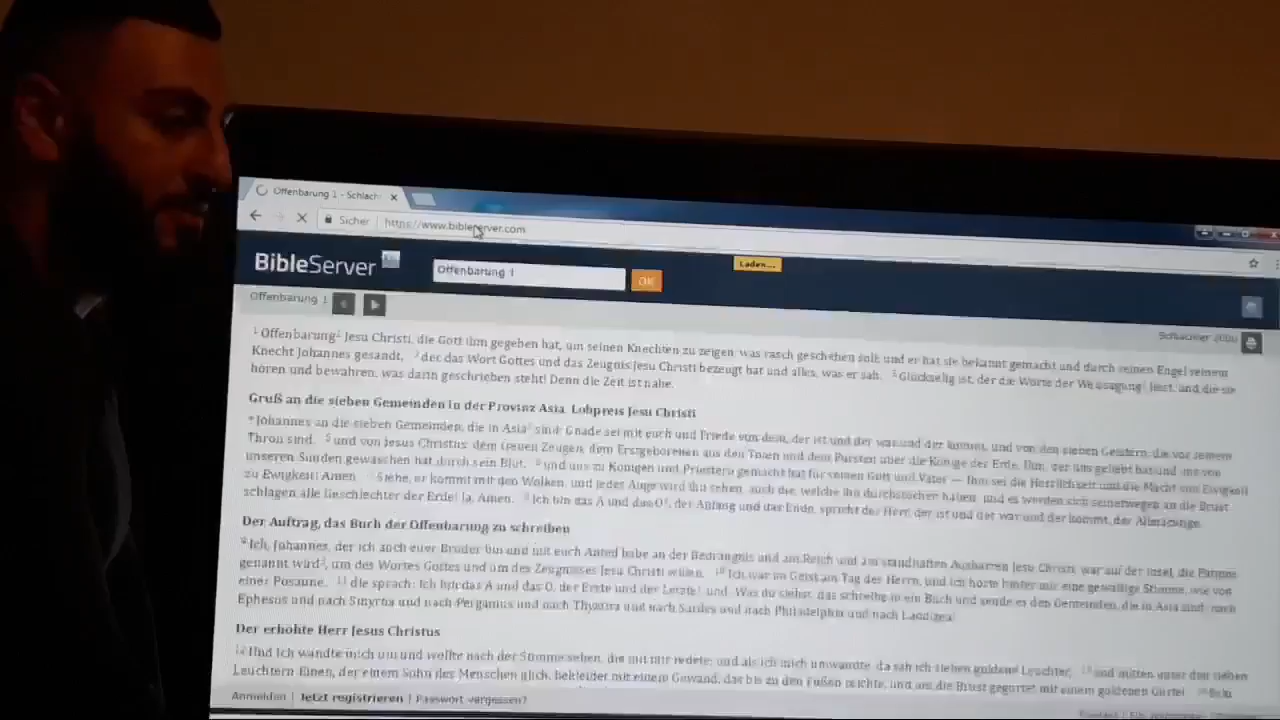 Offenbarung 1 - Schlach
Sicher https://www.bibleserver.com
BibleServer Offenbarung 1 OK Laden...
Offenbarung 1
Schlachter 2000
1 Offenbarung Jesu Christi, die Gott ihm gegeben hat, um seinen Knechten zu zeigen, was rasch geschehen soll; und er hat sie bekannt gemacht und durch seinen Engel seinem
Knecht Johannes gesandt, 2 der das Wort Gottes und das Zeugnis Jesu Christi bezeugt hat und alles, was er sah. 3 Glückselig ist, der die Worte der Weissagung liest, und die sie
hören und bewahren, was darin geschrieben steht! Denn die Zeit ist nahe.
Gruß an die sieben Gemeinden in der Provinz Asia. Lobpreis Jesu Christi
4 Johannes an die sieben Gemeinden, die in Asia sind: Gnade sei mit euch und Friede von dem, der ist und der war und der kommt, und von den sieben Geistern, die vor seinem
Thron sind, 5 und von Jesus Christus, dem treuen Zeugen, dem Erstgeborenen aus den Toten und dem Fürsten über die Könige der Erde. Ihm, der uns geliebt hat und uns von
unseren Sünden gewaschen hat durch sein Blut, 6 und uns zu Königen und Priestern gemacht hat für seinen Gott und Vater — Ihm sei die Herrlichkeit und die Macht von Ewigkeit
zu Ewigkeit! Amen. 7 Siehe, er kommt mit den Wolken, und jedes Auge wird ihn sehen, auch die, welche ihn durchstochen haben; und es werden sich seinetwegen an die Brust
schlagen alle Geschlechter der Erde! Ja, Amen. 8 Ich bin das A und das O, der Anfang und das Ende, spricht der Herr, der ist und der war und der kommt, der Allmächtige.
Der Auftrag, das Buch der Offenbarung zu schreiben
9 Ich, Johannes, der ich auch euer Bruder bin und mit euch Anteil habe an der Bedrängnis und am Reich und am standhaften Ausharren Jesu Christi, war auf der Insel, die Patmos
genannt wird, um des Wortes Gottes und um des Zeugnisses Jesu Christi willen. 10 Ich war im Geist am Tag des Herrn, und ich hörte hinter mir eine gewaltige Stimme, wie von
einer Posaune, 11 die sprach: Ich bin das A und das O, der Erste und der Letzte! und: Was du siehst, das schreibe in ein Buch und sende es den Gemeinden, die in Asia sind: nach
Ephesus und nach Smyrna und nach Pergamus und nach Thyatira und nach Sardes und nach Philadelphia und nach Laodizea!
Der erhöhte Herr Jesus Christus
12 Und ich wandte mich um und wollte nach der Stimme sehen, die mit mir redete; und als ich mich umwandte, da sah ich sieben goldene Leuchter, 13 und mitten unter den sieben
Leuchtern Einen, der einem Sohn des Menschen glich, bekleidet mit einem Gewand, das bis zu den Füßen reichte, und um die Brust gegürtet mit einem goldenen Gürtel
Anmelden | Jetzt registrieren | Passwort vergessen?